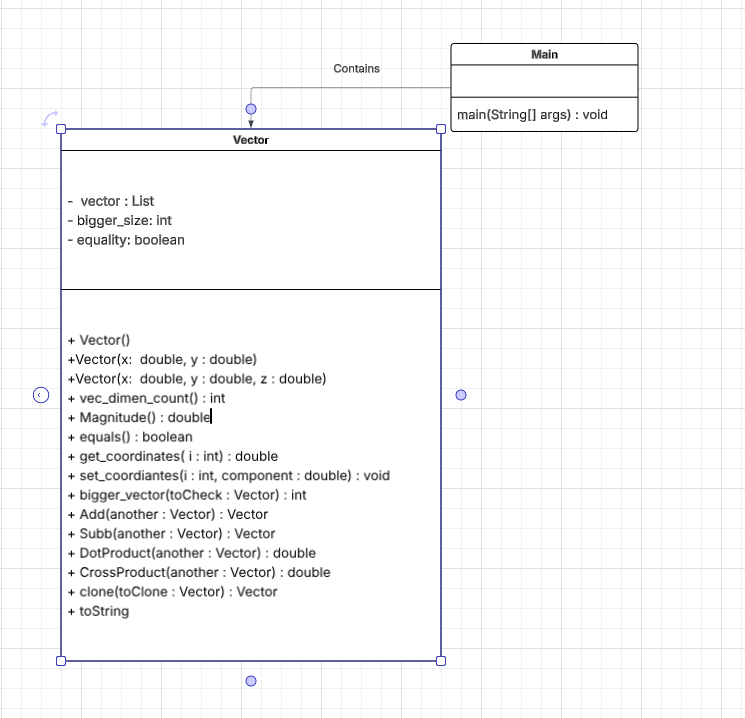 Main
Contains
main(String[] args) : void
Vector
- vector : List
- bigger_size: int
- equality: boolean
+ Vector()
+Vector(x: double, y : double)
+Vector(x: double, y : double, z : double)
+ vec_dimen_count() : int
+ Magnitude() : double
+ equals() : boolean
+ get_coordinates( i : int) : double
+ set_coordiantes(i : int, component : double) : void
+ bigger_vector(toCheck : Vector) : int
+ Add(another : Vector) : Vector
+ Subb(another : Vector) : Vector
+ DotProduct(another : Vector) : double
+ CrossProduct(another : Vector) : double
+ clone(toClone : Vector) : Vector
+ toString